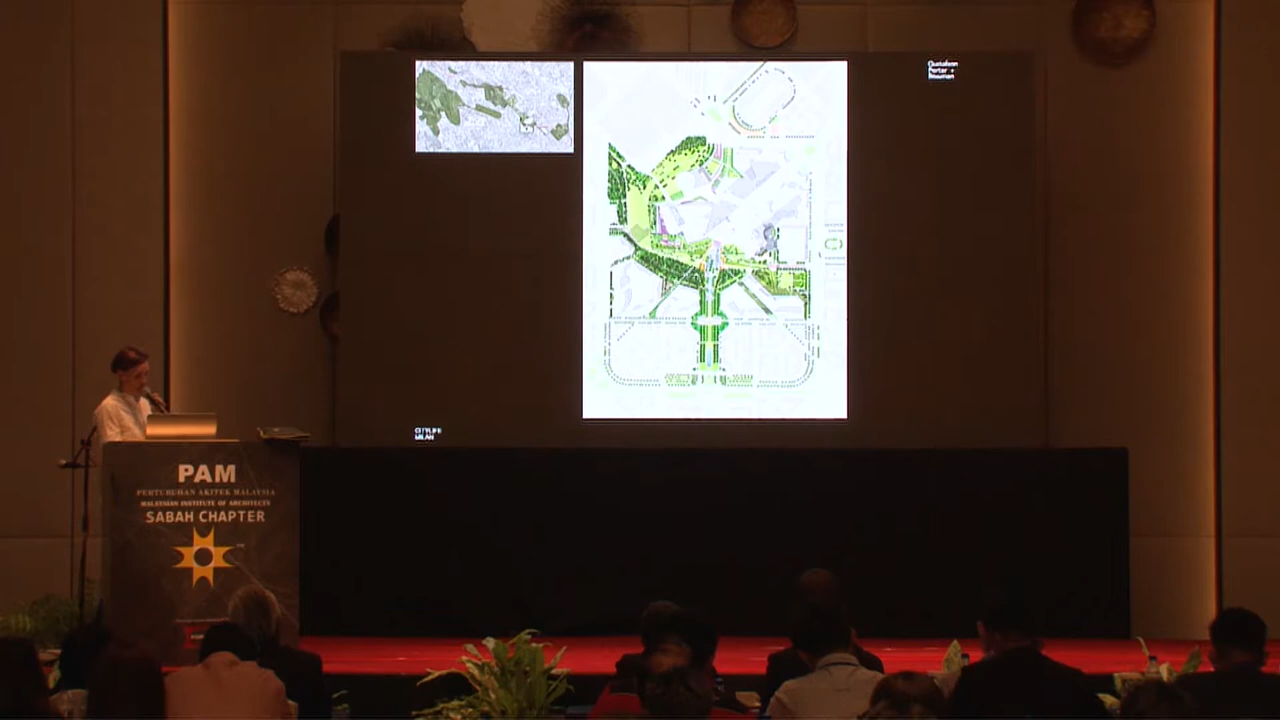 Gustafson
Porter +
Bowman
CITYLIFE
MILAN
PAM
PERTUBUHAN AKITEK MALAYSIA
MALAYSIAN INSTITUTE OF ARCHITECTS
SABAH CHAPTER